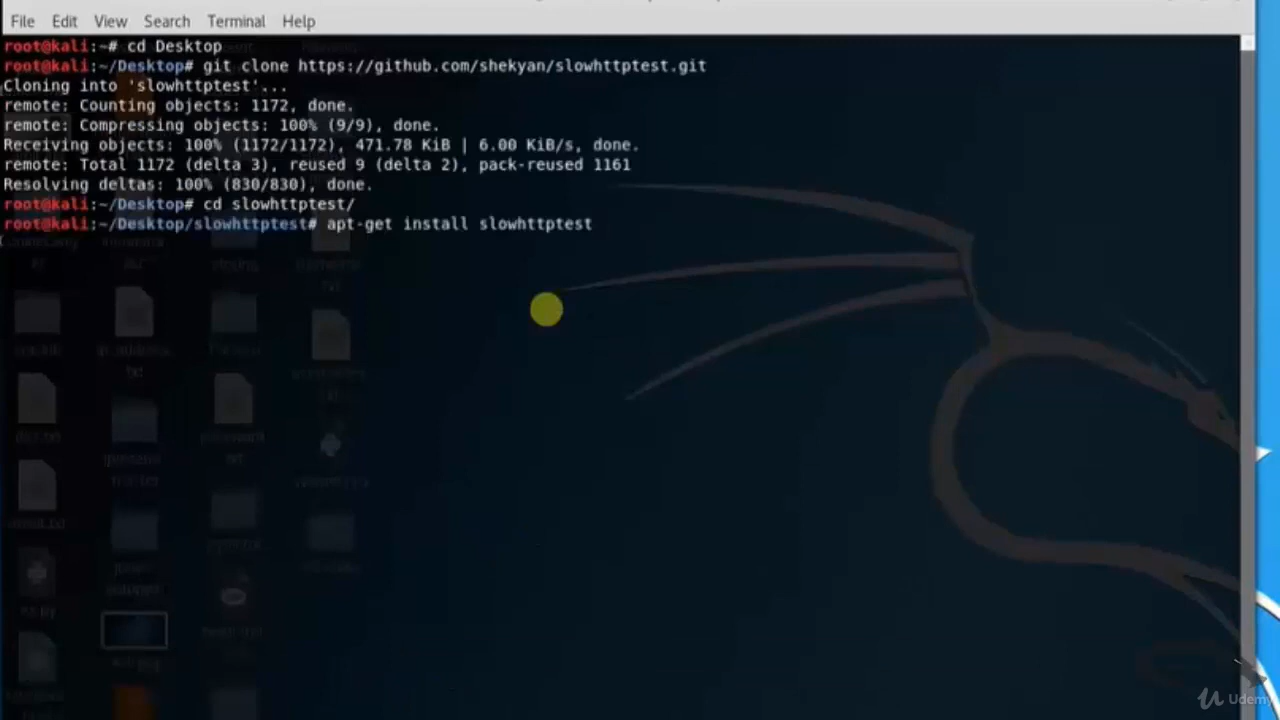 File Edit View Search Terminal Help
root@kali:~# cd Desktop
root@kali:~/Desktop# git clone https://github.com/shekyan/slowhttptest.git
Cloning into 'slowhttptest'...
remote: Counting objects: 1172, done.
remote: Compressing objects: 100% (9/9), done.
Receiving objects: 100% (1172/1172), 471.78 KiB | 6.00 KiB/s, done.
remote: Total 1172 (delta 3), reused 9 (delta 2), pack-reused 1161
Resolving deltas: 100% (830/830), done.
root@kali:~/Desktop# cd slowhttptest/
root@kali:~/Desktop/slowhttptest# apt-get install slowhttptest
Udemy